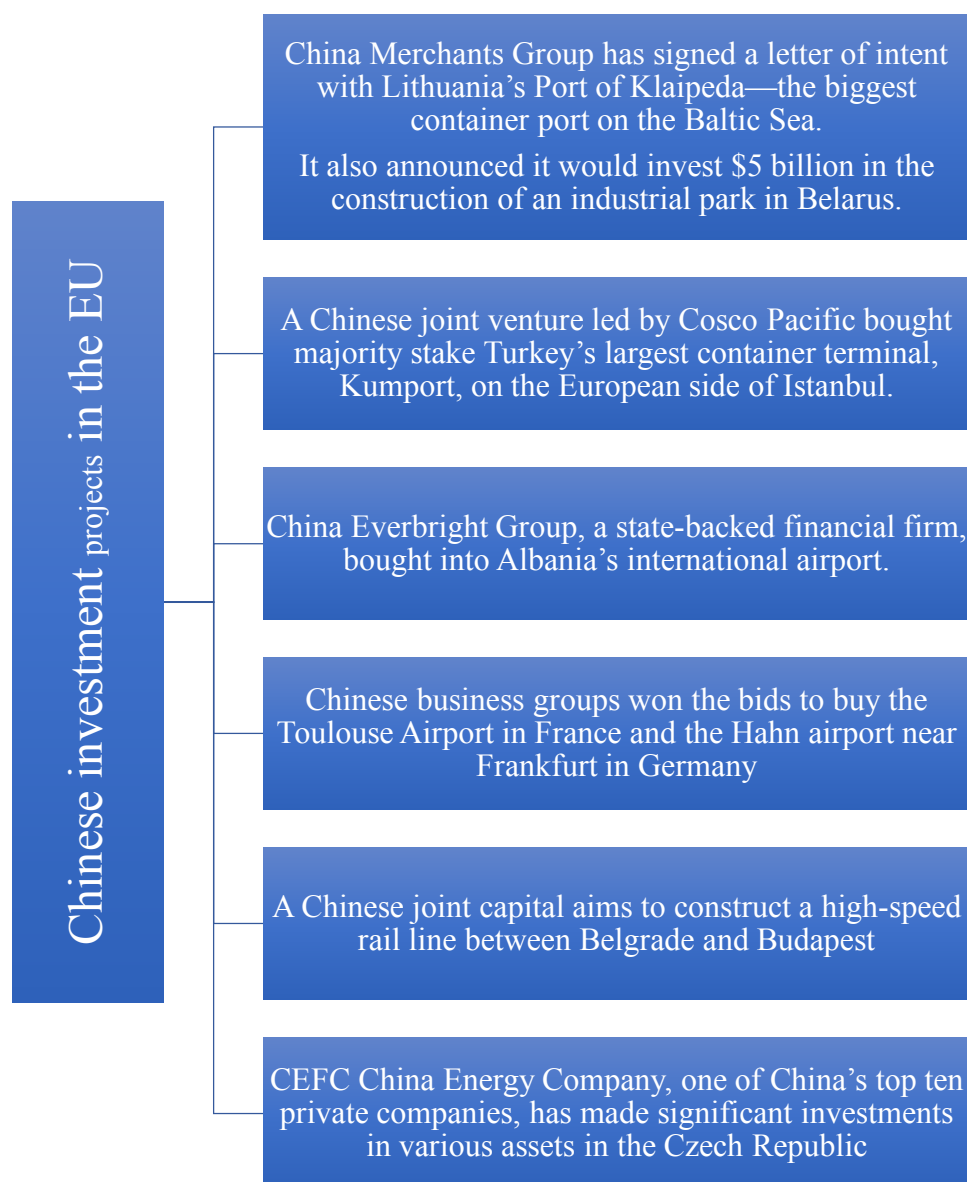 Chinese investment projects in the EU
China Merchants Group has signed a letter of intent
with Lithuania’s Port of Klaipeda—the biggest
container port on the Baltic Sea.
It also announced it would invest $5 billion in the
construction of an industrial park in Belarus.
A Chinese joint venture led by Cosco Pacific bought
majority stake Turkey’s largest container terminal,
Kumport, on the European side of Istanbul.
China Everbright Group, a state-backed financial firm,
bought into Albania’s international airport.
Chinese business groups won the bids to buy the
Toulouse Airport in France and the Hahn airport near
Frankfurt in Germany
A Chinese joint capital aims to construct a high-speed
rail line between Belgrade and Budapest
CEFC China Energy Company, one of China’s top ten
private companies, has made significant investments
in various assets in the Czech Republic